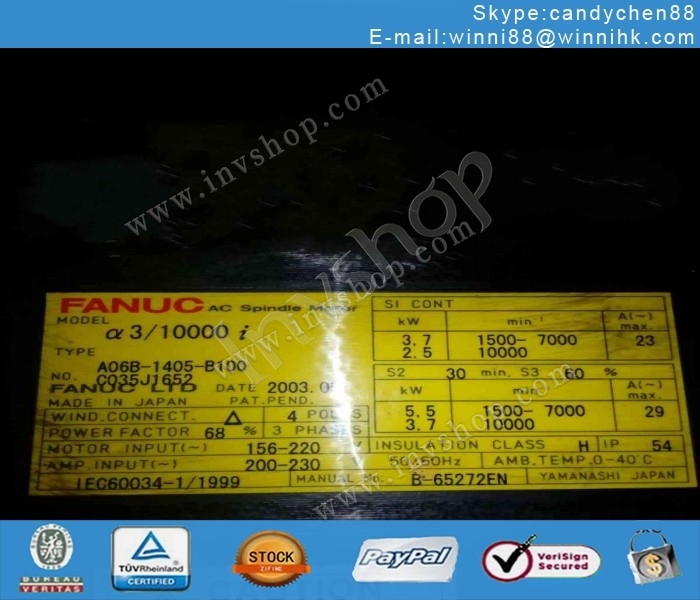 Skype:candychen88
E-mail:winni88@winnihk.com
www.invshop.com
invshop
www.invshop.com
www.invshop.com
FANUC AC Spindle Motor
MODEL α3/10000 i
TYPE A06B-1405-B100
NO. C035J1652
FANUC LTD DATE 2003.
MADE IN JAPAN PAT.PEND.
WIND.CONNECT. △ 4 POLES
POWER FACTOR 68 % 3 PHASES
MOTOR INPUT(~) 156-220 V
AMP.INPUT(~) 200-230 50/60Hz
IEC60034-1/1999 MANUAL No. B-65272EN
S1 CONT
kW min⁻¹ A(~) max.
3.7 1500-7000 23
2.5 10000
S2 30 min, S3 60 %
kW min⁻¹ A(~) max.
5.5 1500-7000 29
3.7 10000
INSULATION CLASS H IP 54
AMB.TEMP.0-40℃
YAMANASHI JAPAN
BUREAU VERITAS
TÜVRheinland
CERTIFIED
STOCK
ZIFINE
PayPal
VeriSign
Secured
$